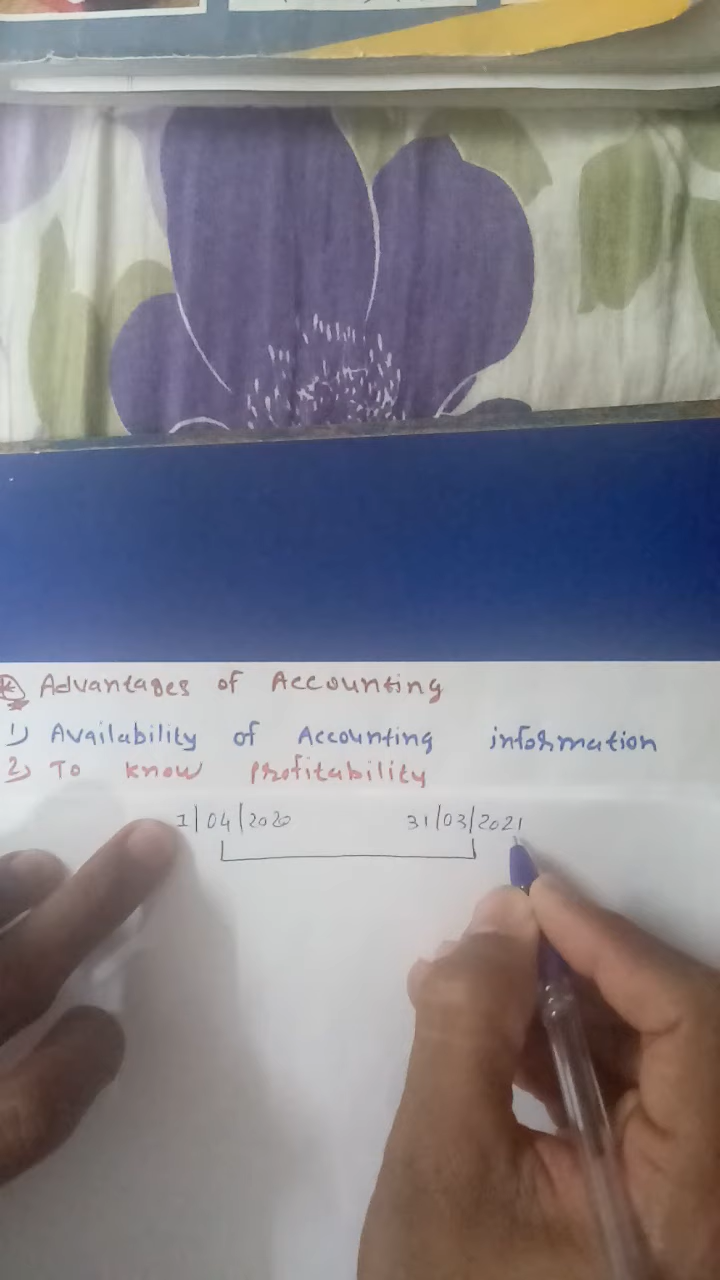 Advantages of Accounting
1) Availability of Accounting information
2) To know profitability
1/04/2020 31/03/2021